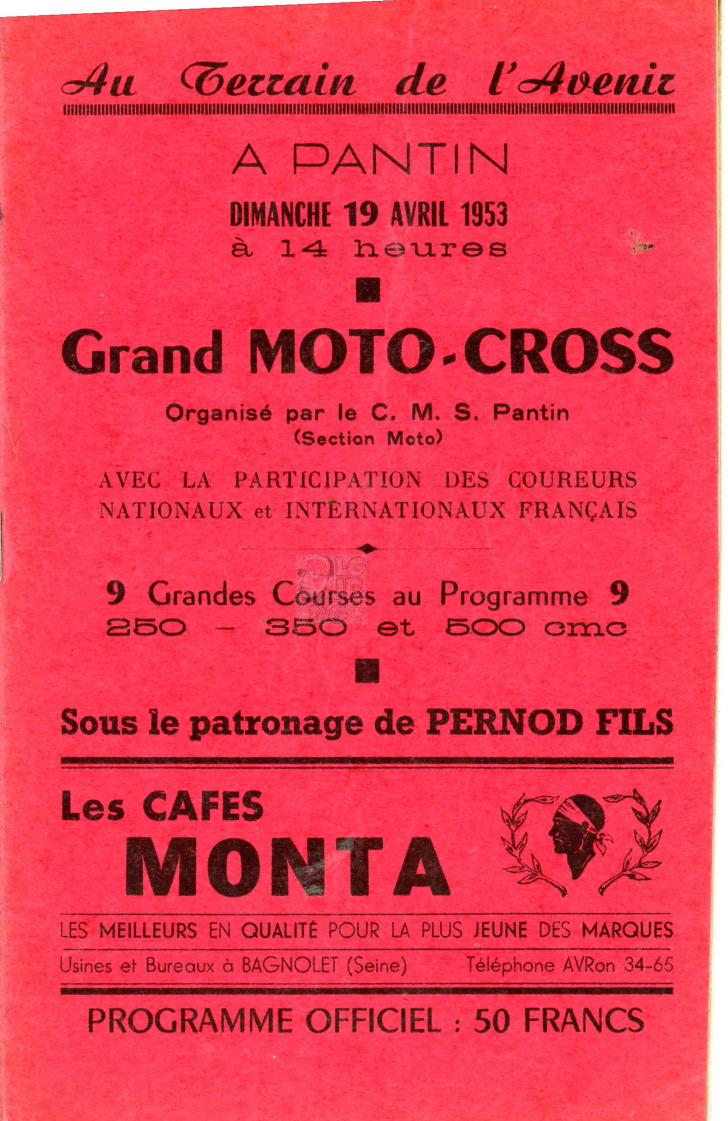 Au Terrain de l'Avenir
A PANTIN
DIMANCHE 19 AVRIL 1953
à 14 heures
Grand MOTO-CROSS
Organisé par le C. M. S. Pantin
(Section Moto)
AVEC LA PARTICIPATION DES COUREURS
NATIONAUX et INTERNATIONAUX FRANÇAIS
9 Grandes Courses au Programme 9
250 - 350 et 500 cmc
Sous le patronage de PERNOD FILS
Les CAFES
MONTA
LES MEILLEURS EN QUALITÉ POUR LA PLUS JEUNE DES MARQUES
Usines et Bureaux à BAGNOLET (Seine) Téléphone AVRon 34-65
PROGRAMME OFFICIEL : 50 FRANCS